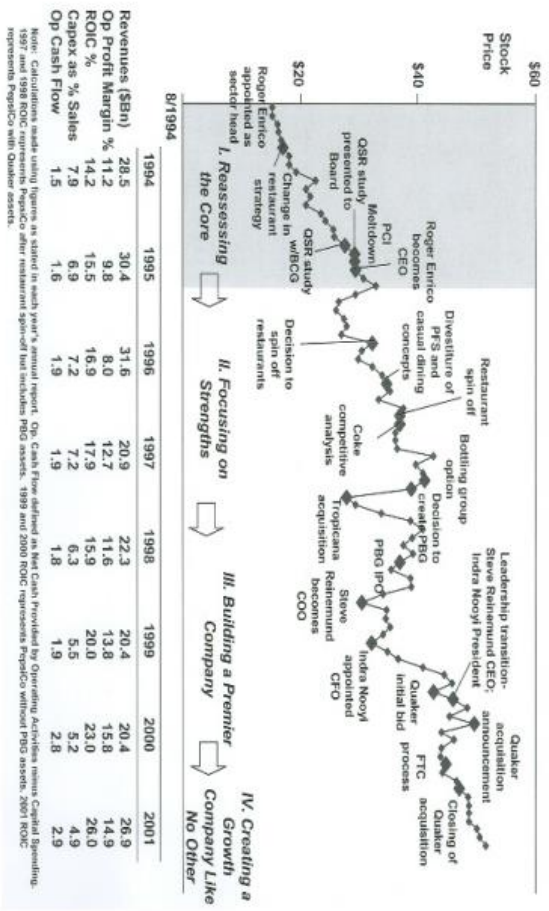 Stock
Price
$60
$40
$20
8/1994
Roger Enrico
appointed as
sector head
Change in
restaurant
strategy
QSR study
presented to
Board
QSR study
w/BCG
PCI
Meltdown
Roger Enrico
becomes
CEO
Decision to
spin off
restaurants
Divestiture of
PFS and
casual dining
concepts
Restaurant
spin off
Coke
competitive
analysis
Bottling group
option
Decision to
create PBG
Tropicana
acquisition
PBG IPO
Steve
Reinemund
becomes
COO
Indra Nooyi
appointed
CFO
Leadership transition-
Steve Reinemund CEO;
Indra Nooyi President
Quaker
initial bid
Quaker
acquisition
announcement
FTC
process
Closing of
Quaker
acquisition
I. Reassessing
the Core
II. Focusing on
Strengths
III. Building a Premier
Company
IV. Creating a
Growth
Company Like
No Other
1994 1995 1996 1997 1998 1999 2000 2001
Revenues ($Bn) 28.5 30.4 31.6 20.9 22.3 20.4 20.4 26.9
Op Profit Margin % 11.2 9.8 8.0 12.7 11.6 13.8 15.8 14.9
ROIC % 14.2 15.5 16.9 17.9 15.9 20.0 23.0 26.0
Capex as % Sales 7.9 6.9 7.2 7.2 6.3 5.5 5.2 4.9
Op Cash Flow 1.5 1.6 1.9 1.9 1.8 1.9 2.8 2.9
Note: Calculations made using figures as stated in each year's annual report. Op. Cash Flow defined as Net Cash Provided by Operating Activities minus Capital Spending.
1997 and 1998 ROIC represents PepsiCo after restaurant spin-off but includes PBG assets. 1999 and 2000 ROIC represents PepsiCo without PBG assets. 2001 ROIC
represents PepsiCo with Quaker assets.